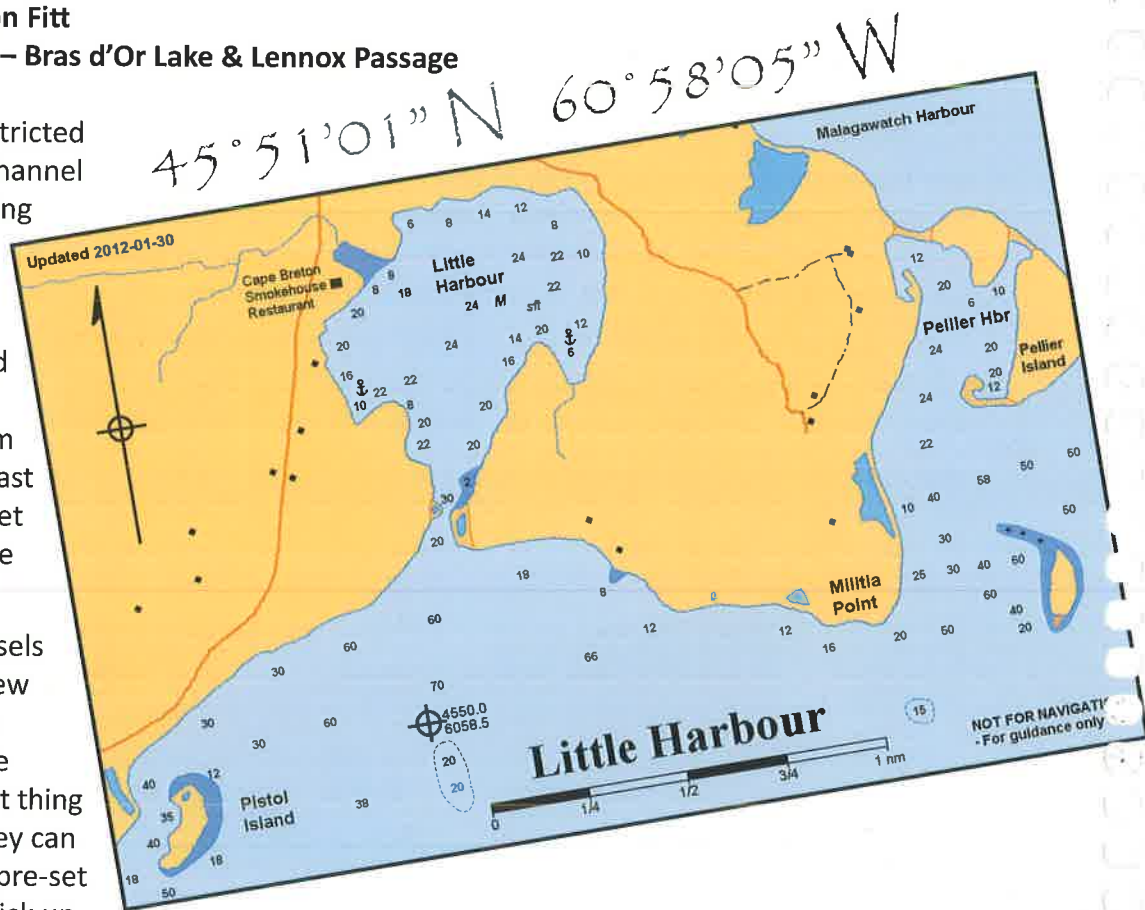 n Fitt
– Bras d’Or Lake & Lennox Passage
tricted
hannel
ng
d
m
ast
et
e
sels
ew
e
t thing
ey can
pre-set
45°51’01” N 60°58’05” W
Updated 2012-01-30
Malagawatch Harbour
Cape Breton
Smokehouse
Restaurant
Little
Harbour
6 8 14 12 8
8 8 18 24 22 10
24 M sft 22
20 24 14 20 12
20 16 6
16 22 22
10 8
20 20
22 20
2
30
20
12
20 10
6
Pellier Hbr
24 20
Pellier
Island
20
12
24
22
58 50 50
10 40 50
30
25 30 40 60
60
40
20
Militia
Point
18
8
12 12
16 20 50
60
60
66
30
70
4550.0
6058.5
30 60
30
20
20
40 12
35
40
18
18
50
Pistol
Island
38
15
Little Harbour
0 1/4 1/2 3/4 1 nm
NOT FOR NAVIGATI
- For guidance only